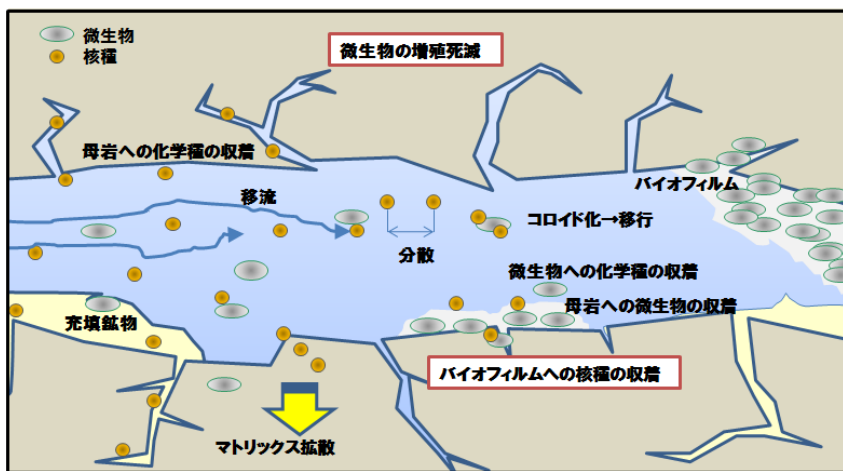 微生物
核種
微生物の増殖死滅
母岩への化学種の収着
バイオフィルム
移流
コロイド化→移行
分散
微生物への化学種の収着
母岩への微生物の収着
充填鉱物
バイオフィルムへの核種の収着
マトリックス拡散